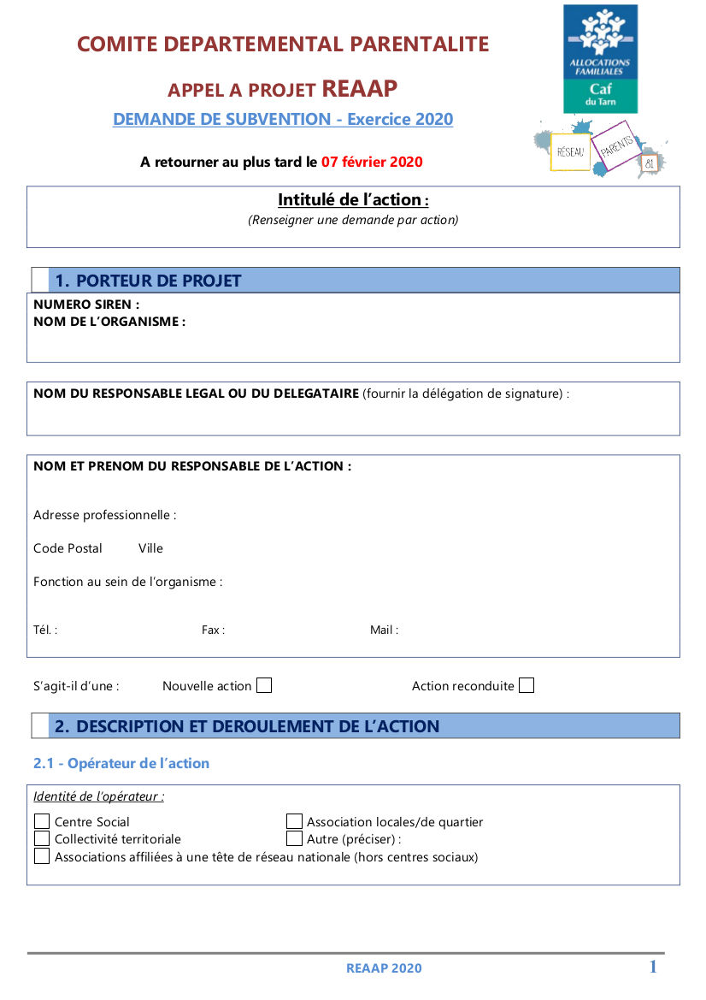 COMITE DEPARTEMENTAL PARENTALITE
APPEL A PROJET REAAP
DEMANDE DE SUBVENTION - Exercice 2020
A retourner au plus tard le 07 février 2020
ALLOCATIONS
FAMILIALES
Caf
du Tarn
RÉSEAU
PARENTS
81
Intitulé de l’action :
(Renseigner une demande par action)
1. PORTEUR DE PROJET
NUMERO SIREN :
NOM DE L’ORGANISME :
NOM DU RESPONSABLE LEGAL OU DU DELEGATAIRE (fournir la délégation de signature) :
NOM ET PRENOM DU RESPONSABLE DE L’ACTION :
Adresse professionnelle :
Code Postal Ville
Fonction au sein de l’organisme :
Tél. : Fax : Mail :
S’agit-il d’une : Nouvelle action Action reconduite
2. DESCRIPTION ET DEROULEMENT DE L’ACTION
2.1 - Opérateur de l’action
Identité de l’opérateur :
Centre Social Association locales/de quartier
Collectivité territoriale Autre (préciser) :
Associations affiliées à une tête de réseau nationale (hors centres sociaux)
REAAP 2020 1